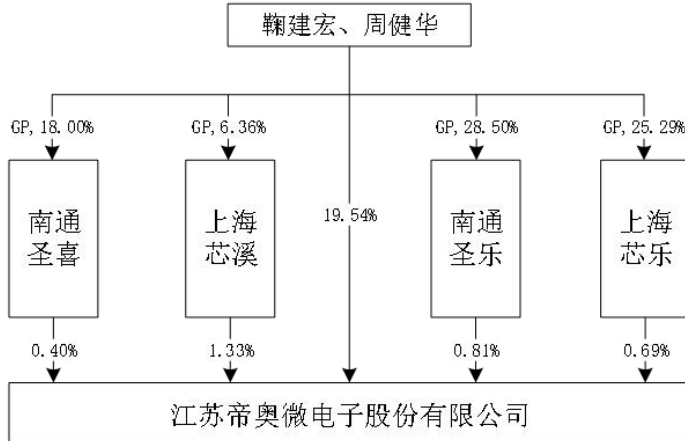 鞠建宏、周健华
GP,18.00%
GP,6.36%
GP,28.50%
GP,25.29%
南通
圣喜
上海
芯溪
19.54%
南通
圣乐
上海
芯乐
0.40%
1.33%
0.81%
0.69%
江苏帝奥微电子股份有限公司